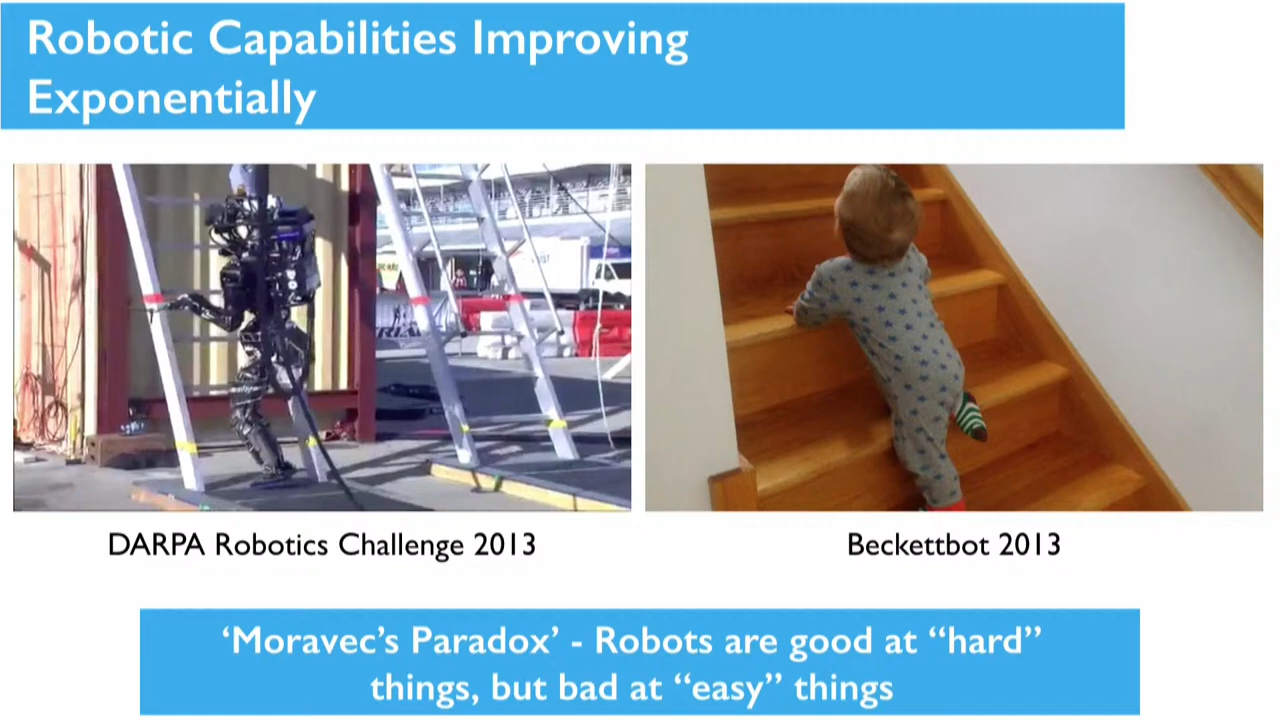 Robotic Capabilities Improving
Exponentially
DARPA Robotics Challenge 2013
Beckettbot 2013
‘Moravec’s Paradox’ - Robots are good at “hard”
things, but bad at “easy” things